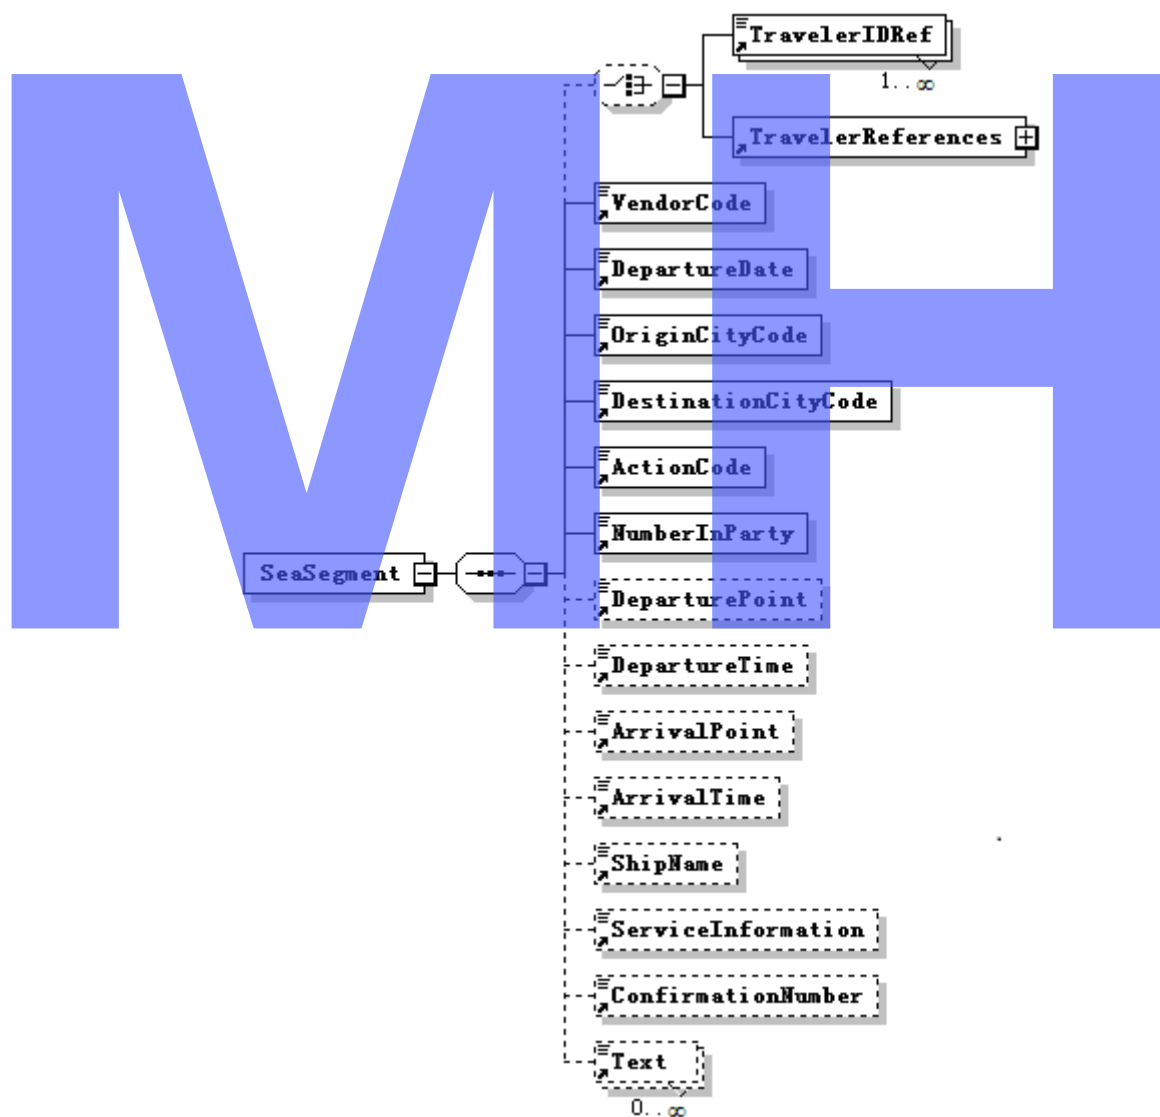 TravelerIDRef
1..∞
TravelerReferences
VendorCode
DepartureDate
OriginCityCode
DestinationCityCode
ActionCode
NumberInParty
SeaSegment
DeparturePoint
DepartureTime
ArrivalPoint
ArrivalTime
ShipName
ServiceInformation
ConfirmationNumber
Text
0..∞
MH